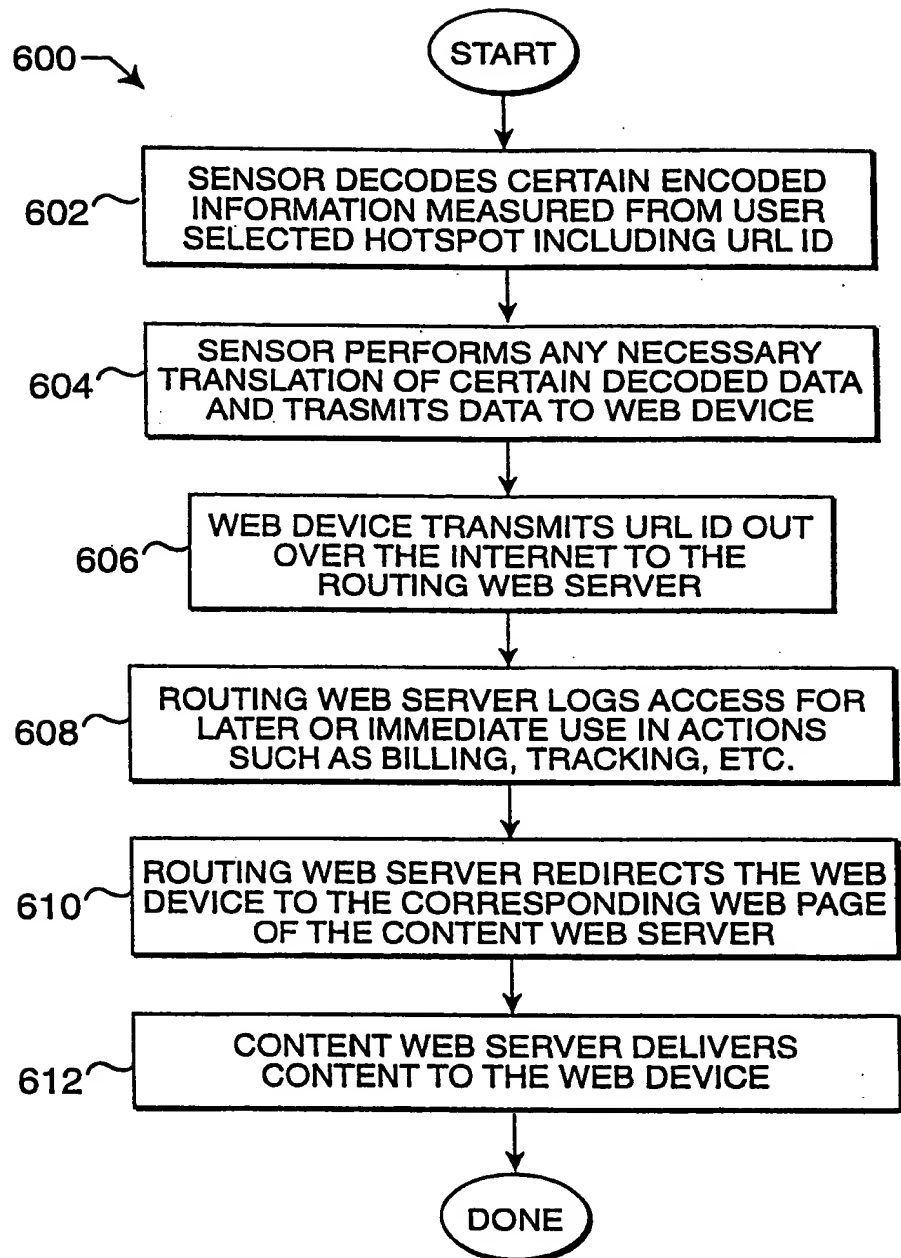 600
START
602
SENSOR DECODES CERTAIN ENCODED
INFORMATION MEASURED FROM USER
SELECTED HOTSPOT INCLUDING URL ID
604
SENSOR PERFORMS ANY NECESSARY
TRANSLATION OF CERTAIN DECODED DATA
AND TRASMITS DATA TO WEB DEVICE
606
WEB DEVICE TRANSMITS URL ID OUT
OVER THE INTERNET TO THE
ROUTING WEB SERVER
608
ROUTING WEB SERVER LOGS ACCESS FOR
LATER OR IMMEDIATE USE IN ACTIONS
SUCH AS BILLING, TRACKING, ETC.
610
ROUTING WEB SERVER REDIRECTS THE WEB
DEVICE TO THE CORRESPONDING WEB PAGE
OF THE CONTENT WEB SERVER
612
CONTENT WEB SERVER DELIVERS
CONTENT TO THE WEB DEVICE
DONE